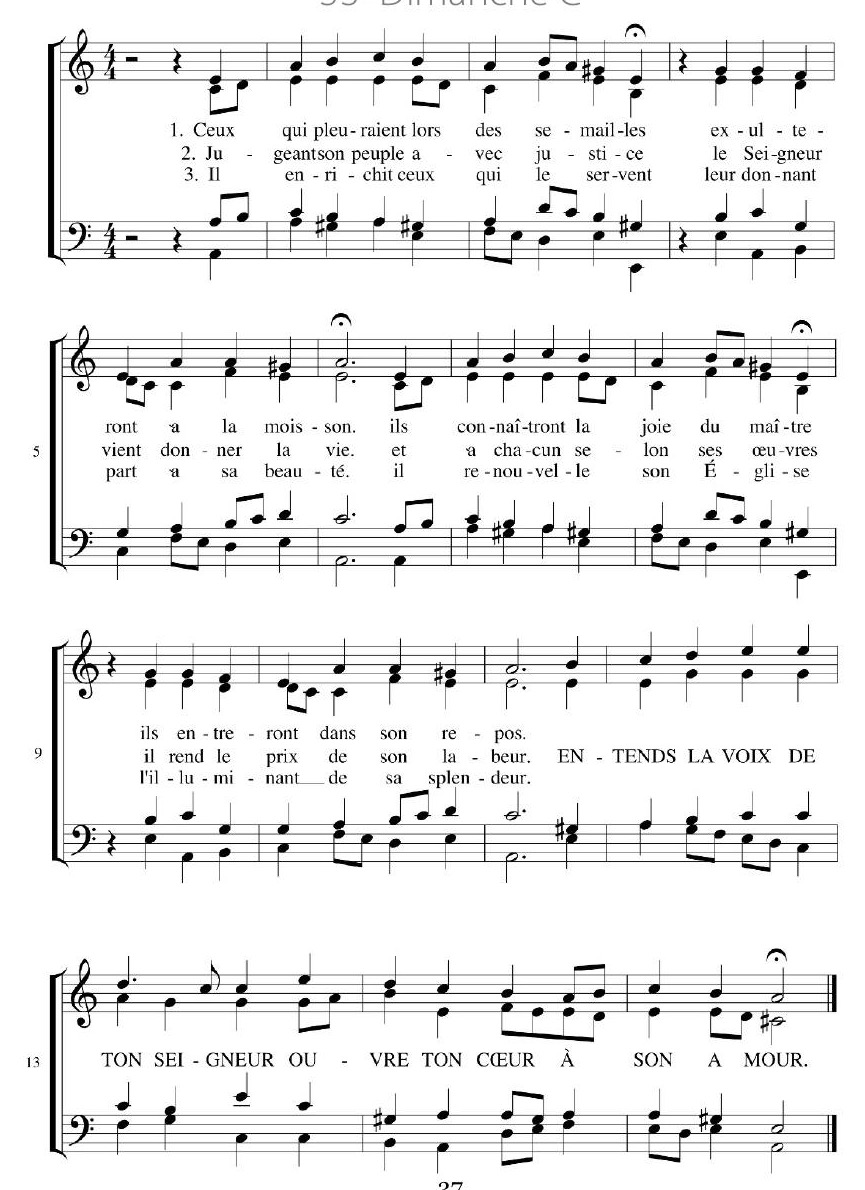 33 Dimanche C
1. Ceux qui pleu - raient lors des se - mail - les ex - ul - te -
2. Ju - geant son peuple a - vec ju - sti - ce le Sei - gneur
3. Il en - ri - chit ceux qui le ser - vent leur don - nant
ront a la mois - son. ils con - naî - tront la joie du maî - tre
5 vient don - ner la vie. et a cha - cun se - lon ses œu - vres
part a sa beau - té. il re - nou - vel - le son É - gli - se
ils en - tre - ront dans son re - pos.
9 il rend le prix de son la - beur. EN - TENDS LA VOIX DE
l'il - lu - mi - nant de sa splen - deur.
13 TON SEI - GNEUR OU - VRE TON CŒUR À SON A MOUR.
37